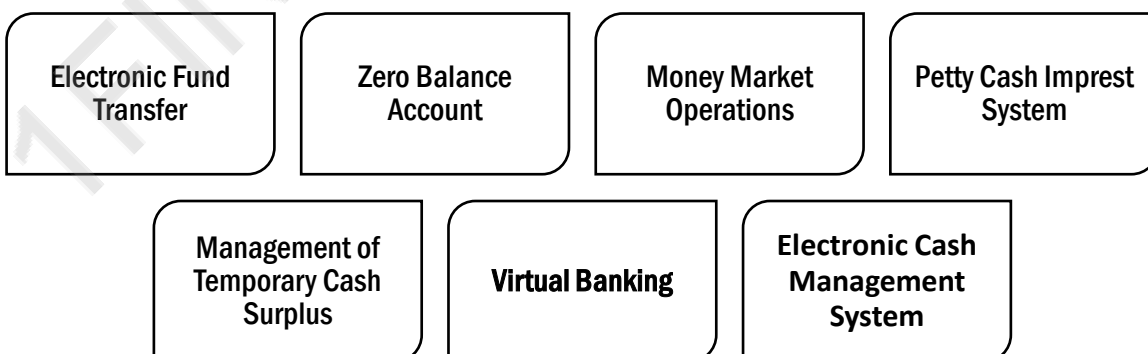 1FIN
Electronic Fund
Transfer
Zero Balance
Account
Money Market
Operations
Petty Cash Imprest
System
Management of
Temporary Cash
Surplus
Virtual Banking
Electronic Cash
Management
System